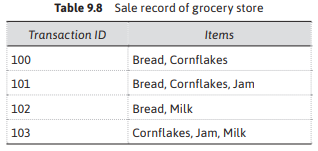 Table 9.8 Sale record of grocery store
Transaction ID Items
100 Bread, Cornflakes
101 Bread, Cornflakes, Jam
102 Bread, Milk
103 Cornflakes, Jam, Milk